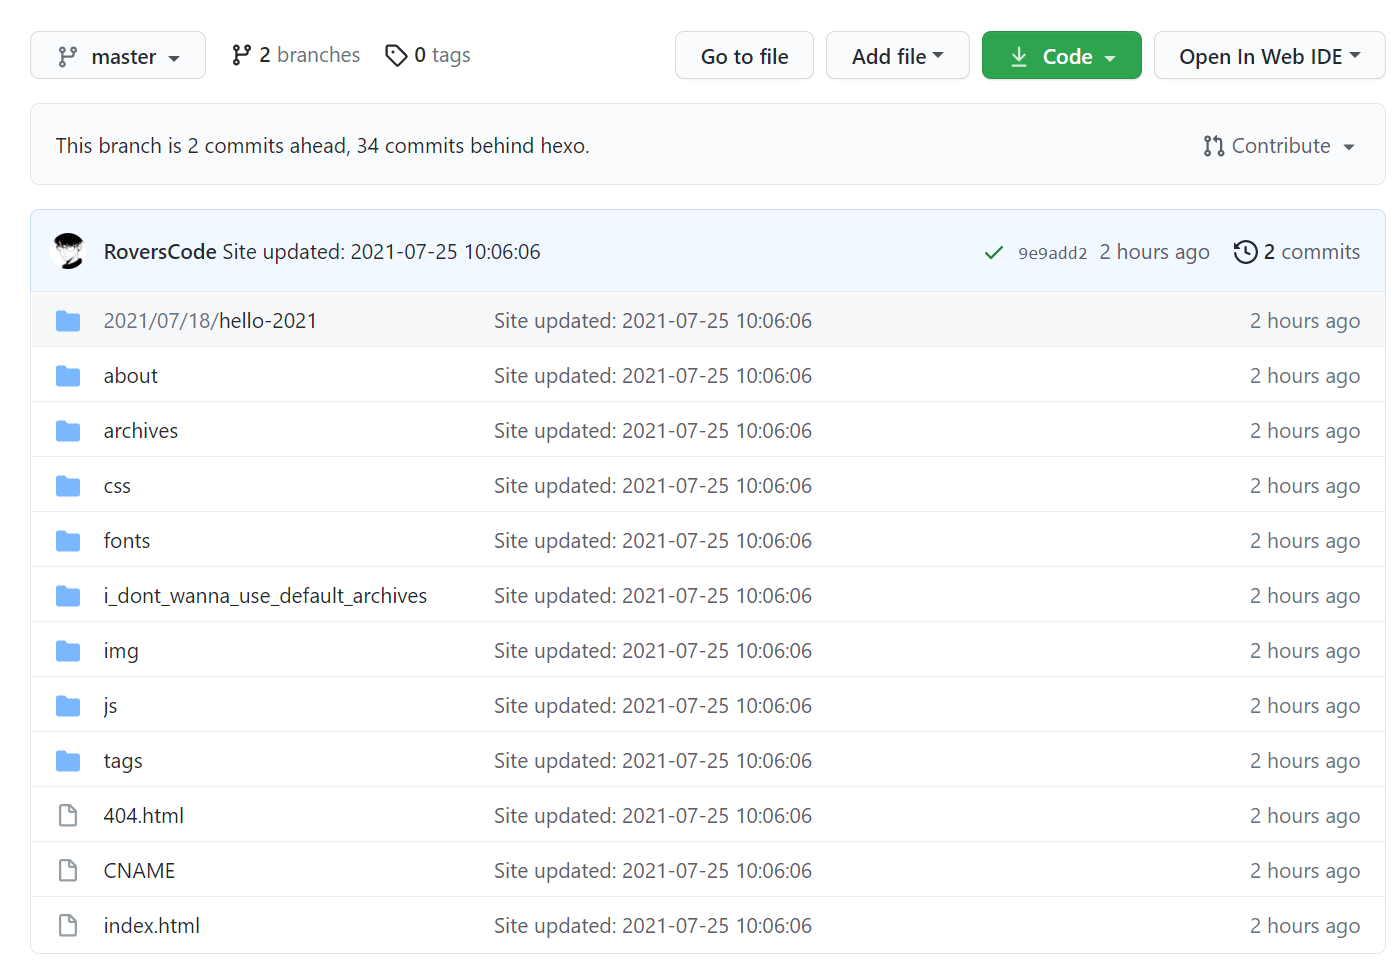 master 2 branches 0 tags Go to file Add file Code Open In Web IDE
This branch is 2 commits ahead, 34 commits behind hexo. Contribute
RoversCode Site updated: 2021-07-25 10:06:06 9e9add2 2 hours ago 2 commits
2021/07/18/hello-2021 Site updated: 2021-07-25 10:06:06 2 hours ago
about Site updated: 2021-07-25 10:06:06 2 hours ago
archives Site updated: 2021-07-25 10:06:06 2 hours ago
css Site updated: 2021-07-25 10:06:06 2 hours ago
fonts Site updated: 2021-07-25 10:06:06 2 hours ago
i_dont_wanna_use_default_archives Site updated: 2021-07-25 10:06:06 2 hours ago
img Site updated: 2021-07-25 10:06:06 2 hours ago
js Site updated: 2021-07-25 10:06:06 2 hours ago
tags Site updated: 2021-07-25 10:06:06 2 hours ago
404.html Site updated: 2021-07-25 10:06:06 2 hours ago
CNAME Site updated: 2021-07-25 10:06:06 2 hours ago
index.html Site updated: 2021-07-25 10:06:06 2 hours ago